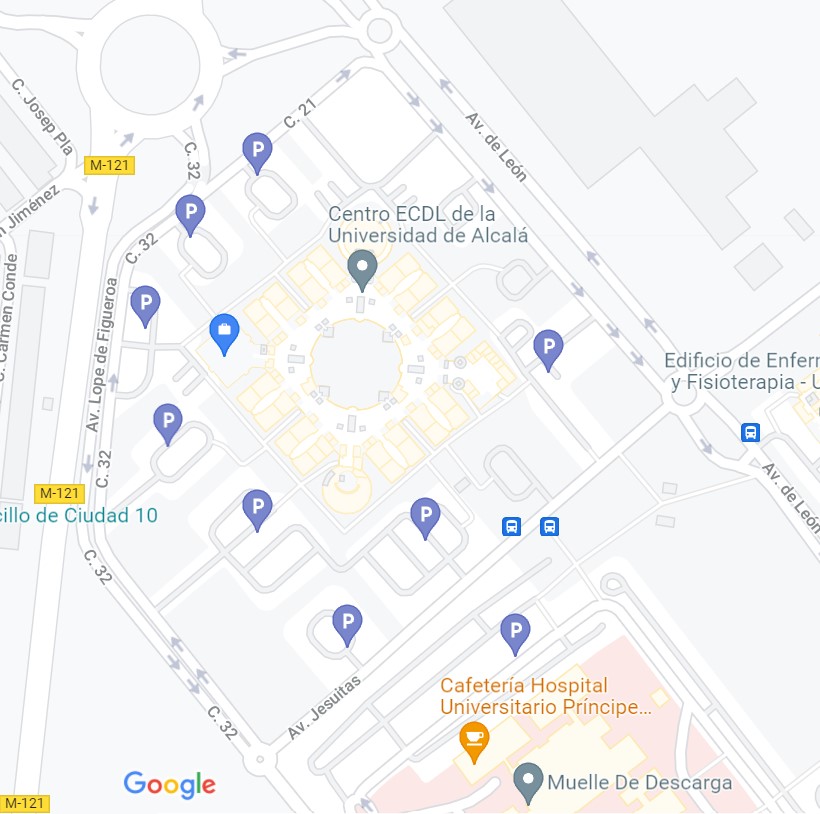 C. Josep Pla
C. 21
C. 32
M-121
Av. de León
n Jiménez
C. 32
Centro ECDL de la
Universidad de Alcalá
C. Carmen Conde
Av. Lope de Figueroa
Edificio de Enferm
y Fisioterapia - U
C. 32
M-121
cillo de Ciudad 10
Av. de León
C. 32
C. 32
Av. Jesuitas
Cafetería Hospital
Universitario Príncipe...
Muelle De Descarga
Google
M-121
P
P
P
P
P
P
P
P
P